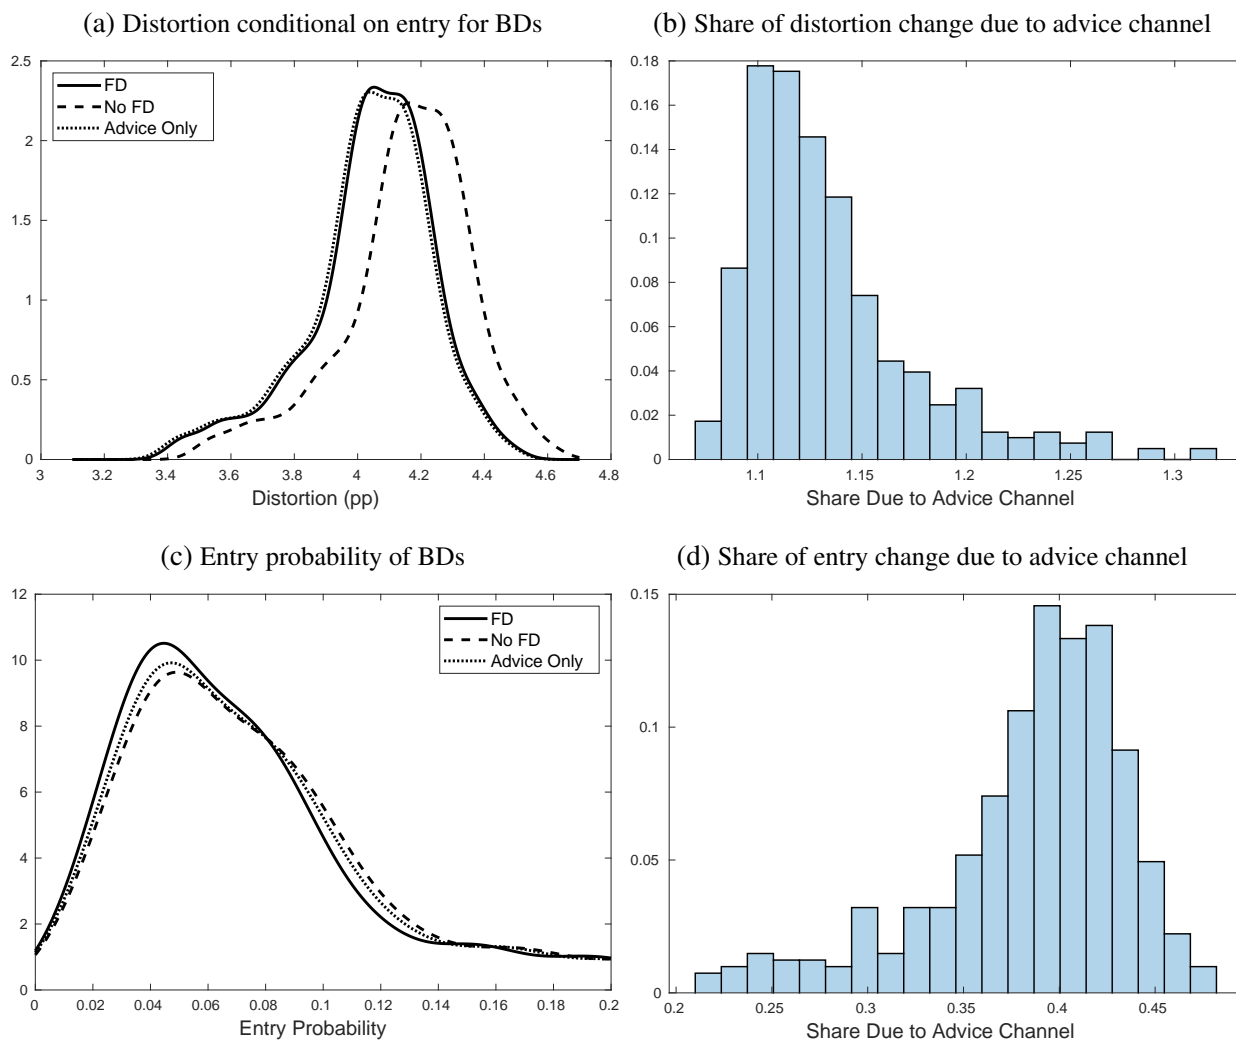 (a) Distortion conditional on entry for BDs
2.5
2
1.5
1
0.5
0
FD
No FD
Advice Only
3 3.2 3.4 3.6 3.8 4 4.2 4.4 4.6 4.8
Distortion (pp)
(b) Share of distortion change due to advice channel
0.18
0.16
0.14
0.12
0.1
0.08
0.06
0.04
0.02
0
1.1 1.15 1.2 1.25 1.3
Share Due to Advice Channel
(c) Entry probability of BDs
12
10
8
6
4
2
0
FD
No FD
Advice Only
0 0.02 0.04 0.06 0.08 0.1 0.12 0.14 0.16 0.18 0.2
Entry Probability
(d) Share of entry change due to advice channel
0.15
0.1
0.05
0
0.2 0.25 0.3 0.35 0.4 0.45
Share Due to Advice Channel